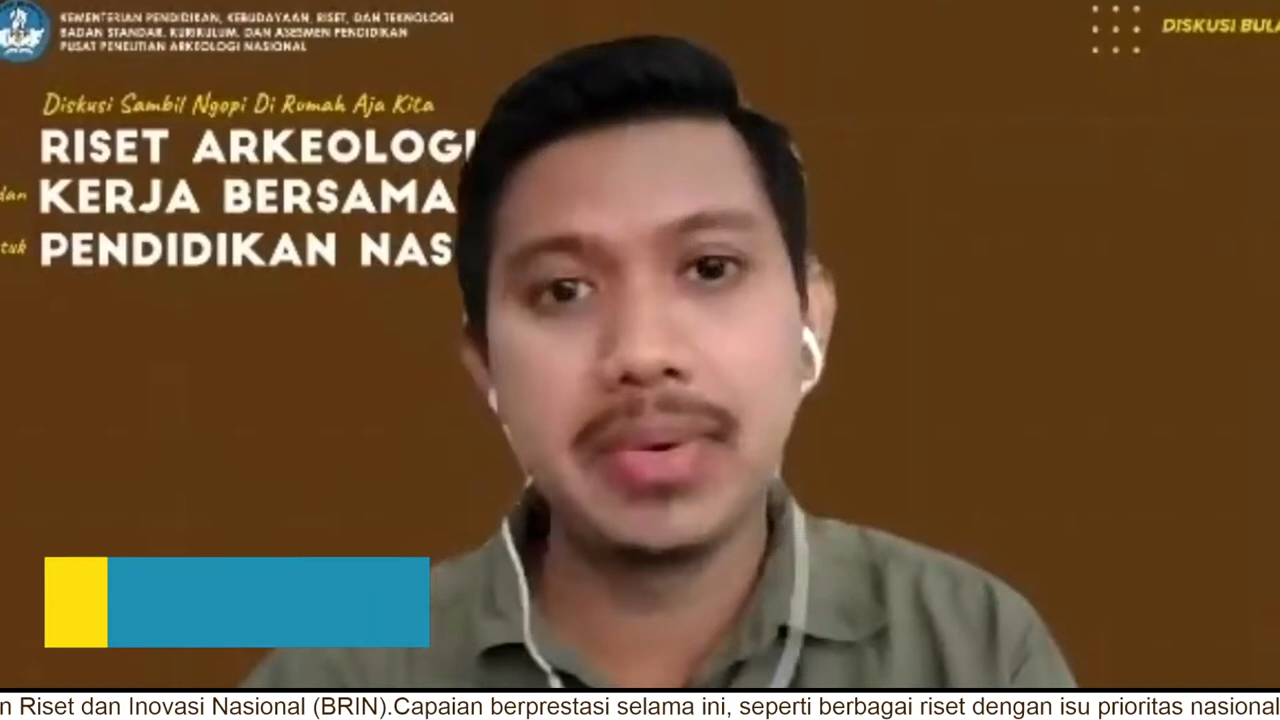 KEMENTERIAN PENDIDIKAN, KEBUDAYAAN, RISET, DAN TEKNOLOGI
BADAN STANDAR, KURIKULUM, DAN ASESMEN PENDIDIKAN
PUSAT PENELITIAN ARKEOLOGI NASIONAL
DISKUSI BULA
Diskusi Sambil Ngopi Di Rumah Aja Kita
RISET ARKEOLOGI
dan KERJA BERSAMA
tuk PENDIDIKAN NAS
n Riset dan Inovasi Nasional (BRIN).Capaian berprestasi selama ini, seperti berbagai riset dengan isu prioritas nasional